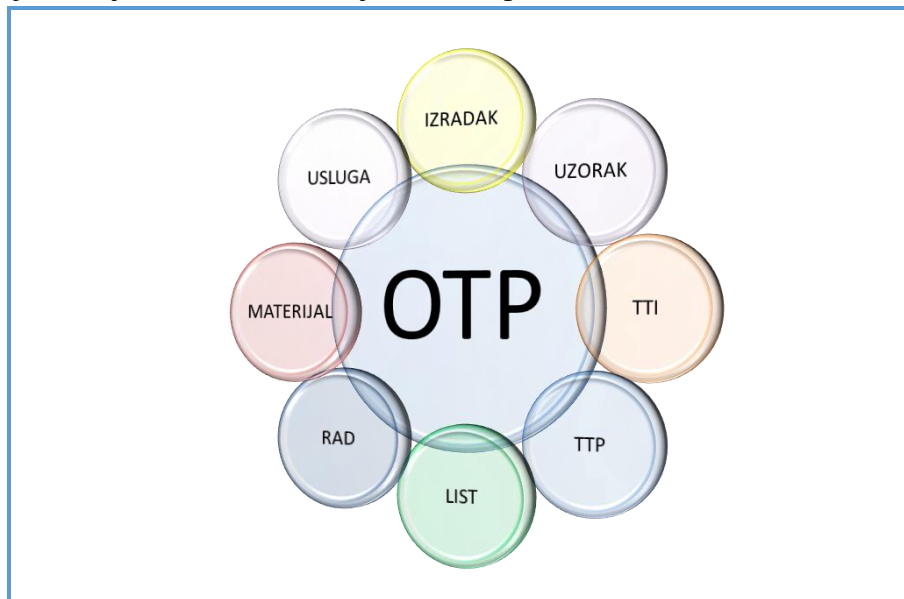 IZRADAK
UZORAK
USLUGA
OTP
MATERIJAL
TTI
RAD
TTP
LIST